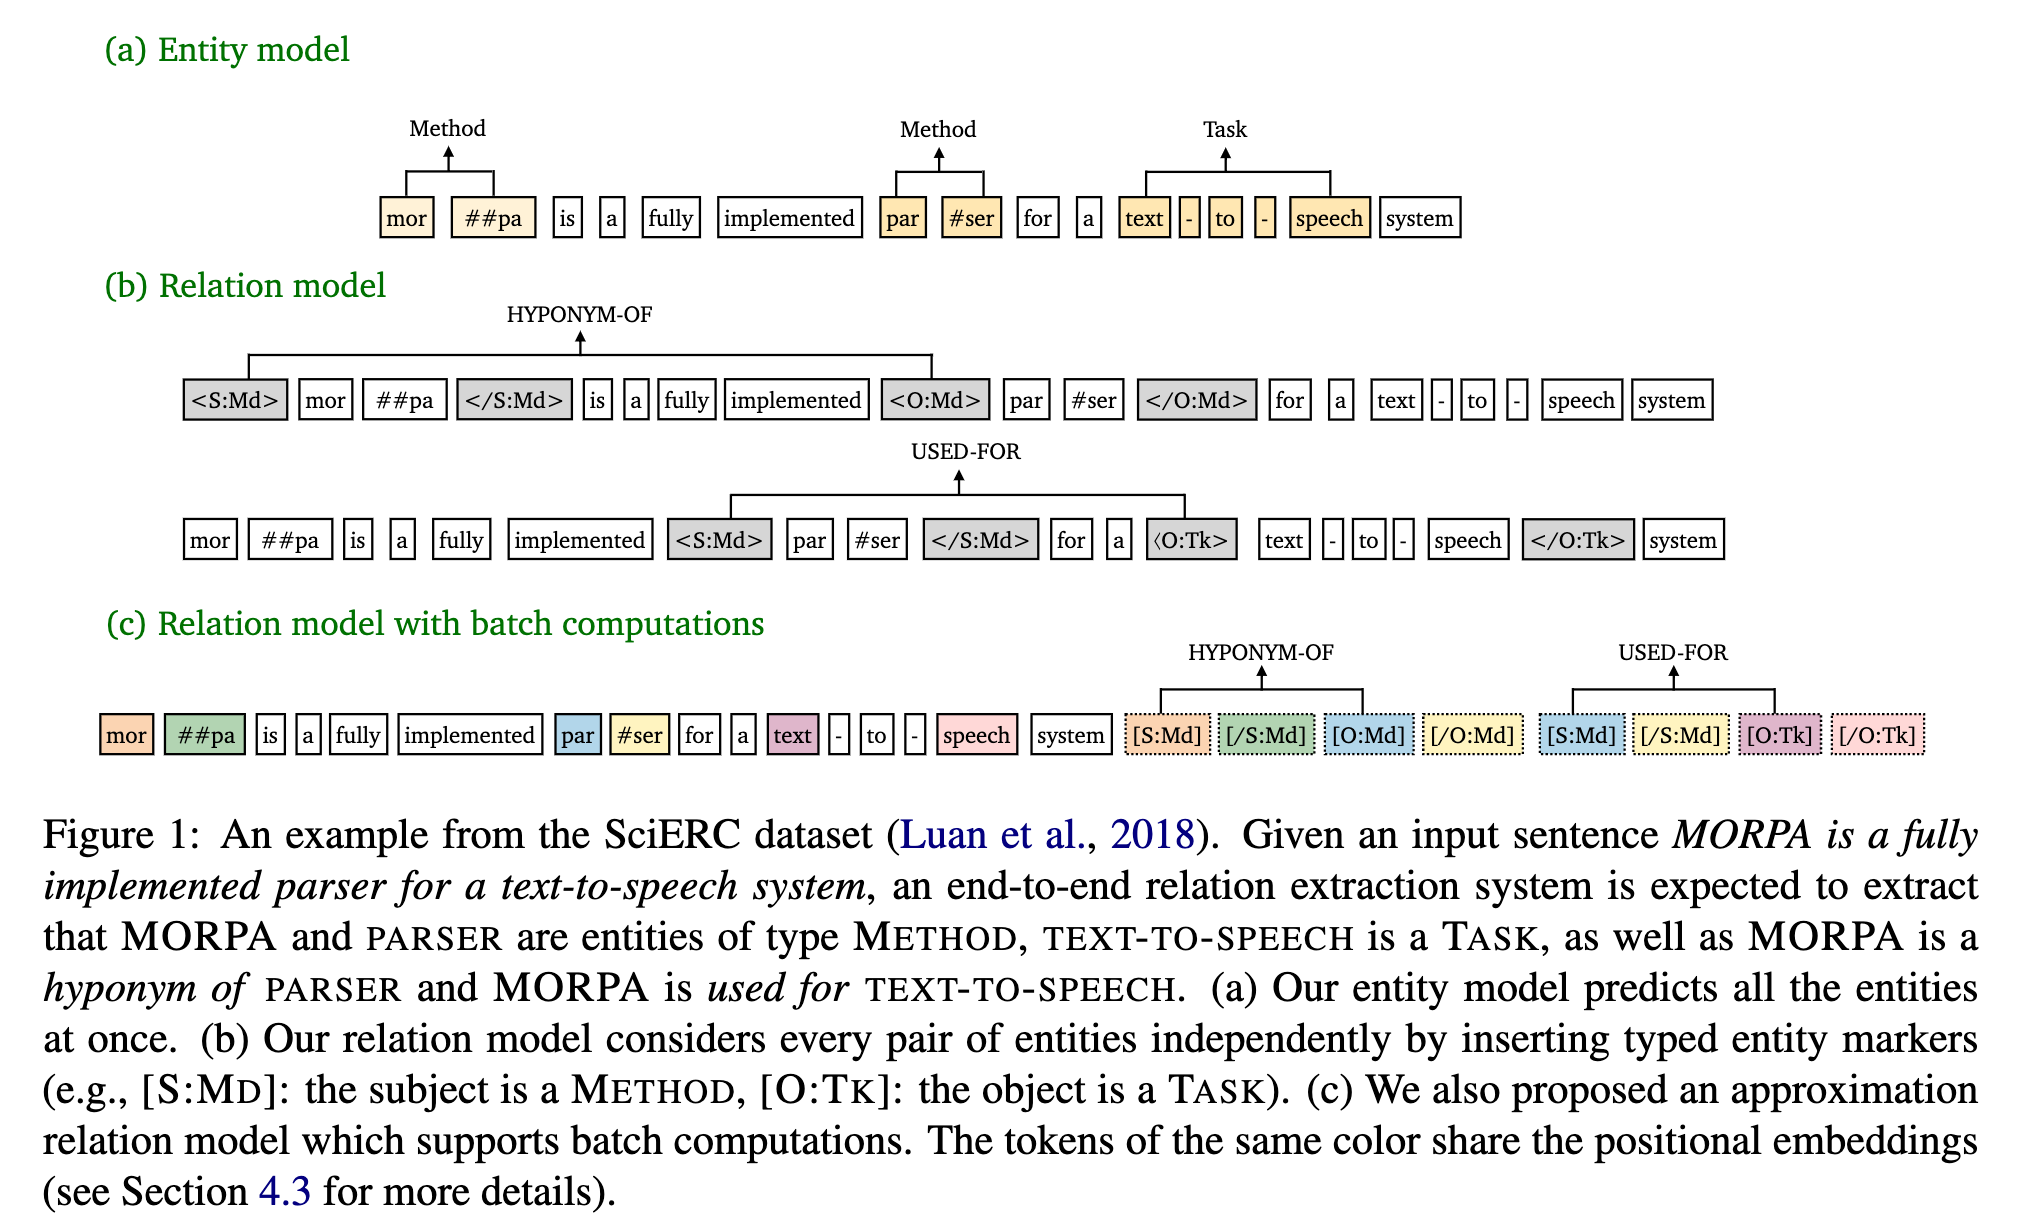 (a) Entity model
Method Method Task
mor ##pa is a fully implemented par #ser for a text - to - speech system
(b) Relation model
HYPONYM-OF
<S:Md> mor ##pa </S:Md> is a fully implemented <O:Md> par #ser </O:Md> for a text - to - speech system
USED-FOR
mor ##pa is a fully implemented <S:Md> par #ser </S:Md> for a ⟨O:Tk> text - to - speech </O:Tk> system
(c) Relation model with batch computations
HYPONYM-OF USED-FOR
mor ##pa is a fully implemented par #ser for a text - to - speech system [S:Md] [/S:Md] [O:Md] [/O:Md] [S:Md] [/S:Md] [O:Tk] [/O:Tk]
Figure 1: An example from the SciERC dataset (Luan et al., 2018). Given an input sentence MORPA is a fully
implemented parser for a text-to-speech system, an end-to-end relation extraction system is expected to extract
that MORPA and PARSER are entities of type METHOD, TEXT-TO-SPEECH is a TASK, as well as MORPA is a
hyponym of PARSER and MORPA is used for TEXT-TO-SPEECH. (a) Our entity model predicts all the entities
at once. (b) Our relation model considers every pair of entities independently by inserting typed entity markers
(e.g., [S:MD]: the subject is a METHOD, [O:TK]: the object is a TASK). (c) We also proposed an approximation
relation model which supports batch computations. The tokens of the same color share the positional embeddings
(see Section 4.3 for more details).